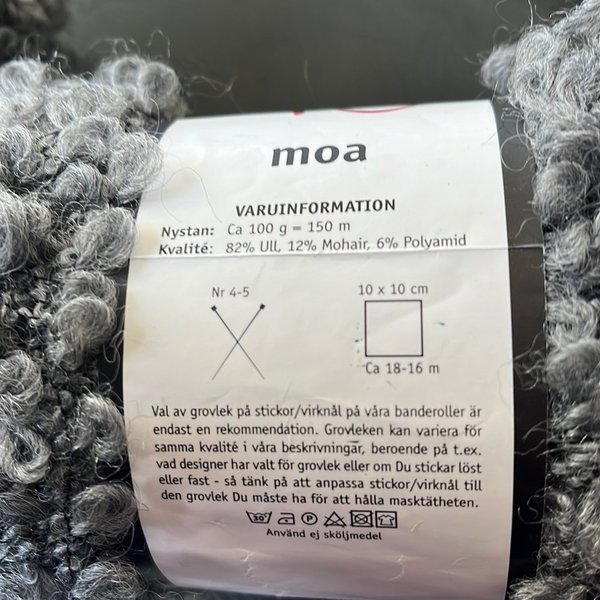 moa
VARUINFORMATION
Nystan: Ca 100 g = 150 m
Kvalité: 82% Ull, 12% Mohair, 6% Polyamid
Nr 4-5
10 x 10 cm
Ca 18-16 m
Val av grovlek på stickor/virknål på våra banderoller är
endast en rekommendation. Grovleken kan variera för
samma kvalité i våra beskrivningar, beroende på t.ex.
vad designer har valt för grovlek eller om Du stickar löst
eller fast - så tänk på att anpassa stickor/virknål till
den grovlek Du måste ha för att hålla masktätheten.
30° P
Använd ej sköljmedel